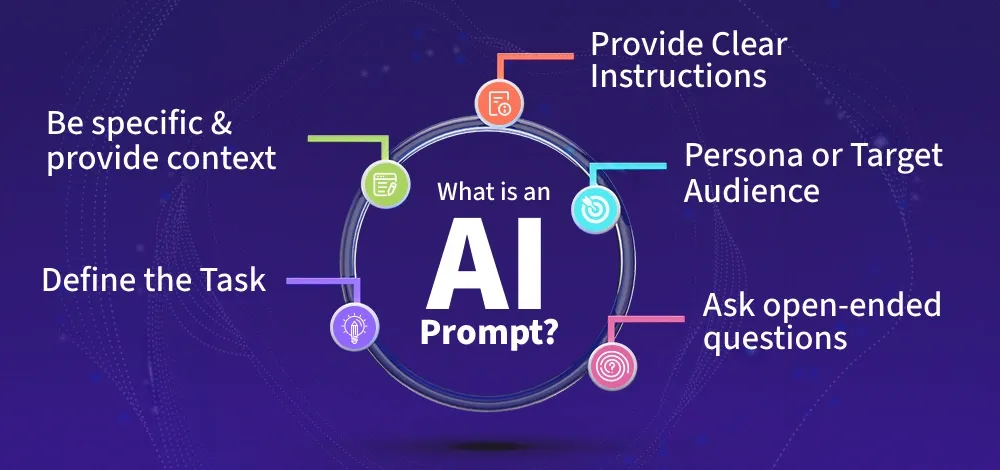 What is an
AI
Prompt?
Define the Task
Be specific &
provide context
Provide Clear
Instructions
Persona or Target
Audience
Ask open-ended
questions